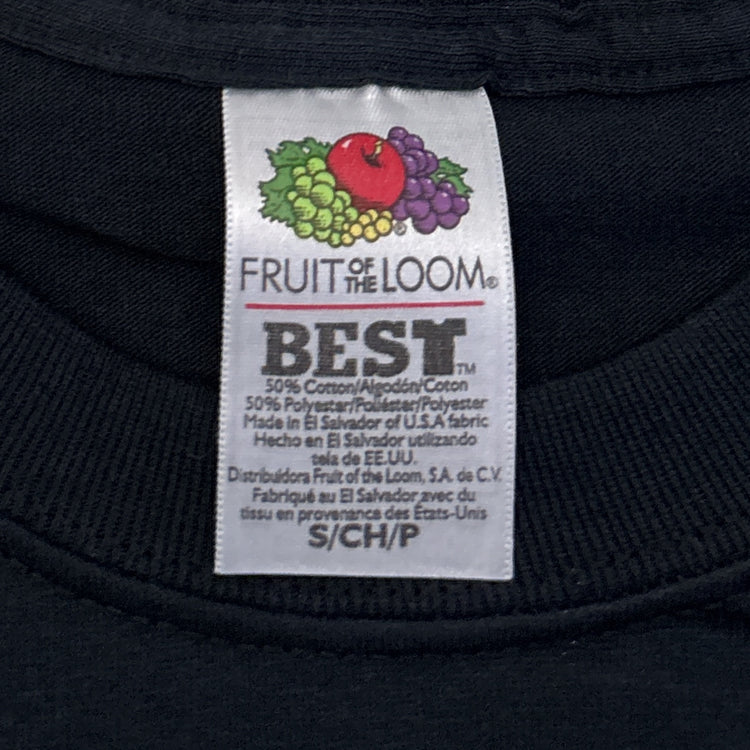 FRUIT OF THE LOOM®
BEST™
50% Cotton/Algodón/Coton
50% Polyester/Poliéster/Polyester
Made in El Salvador of U.S.A fabric
Hecho en El Salvador utilizando
tela de EE.UU.
Distribuidora Fruit of the Loom, S.A. de C.V.
Fabriqué au El Salvador avec du
tissu en provenance des États-Unis
S/CH/P